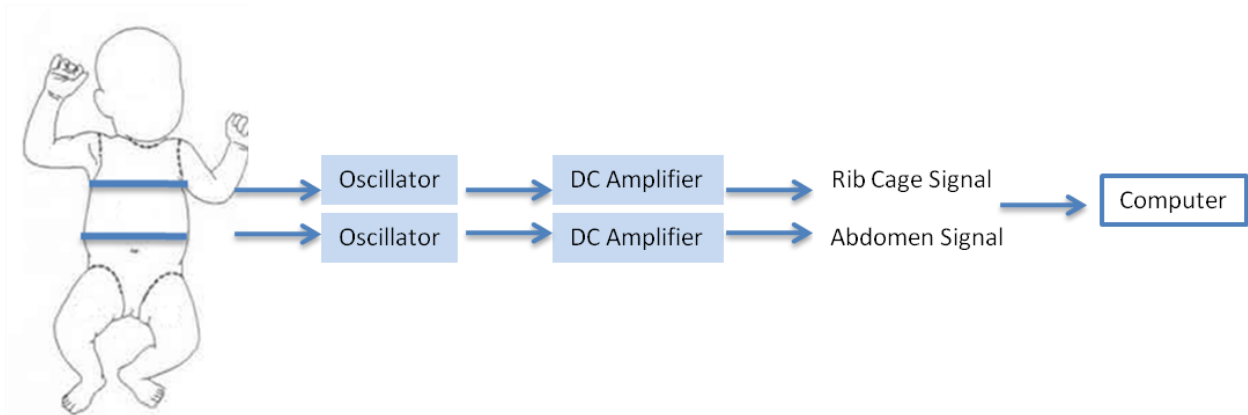 Oscillator
DC Amplifier
Rib Cage Signal
Oscillator
DC Amplifier
Abdomen Signal
Computer